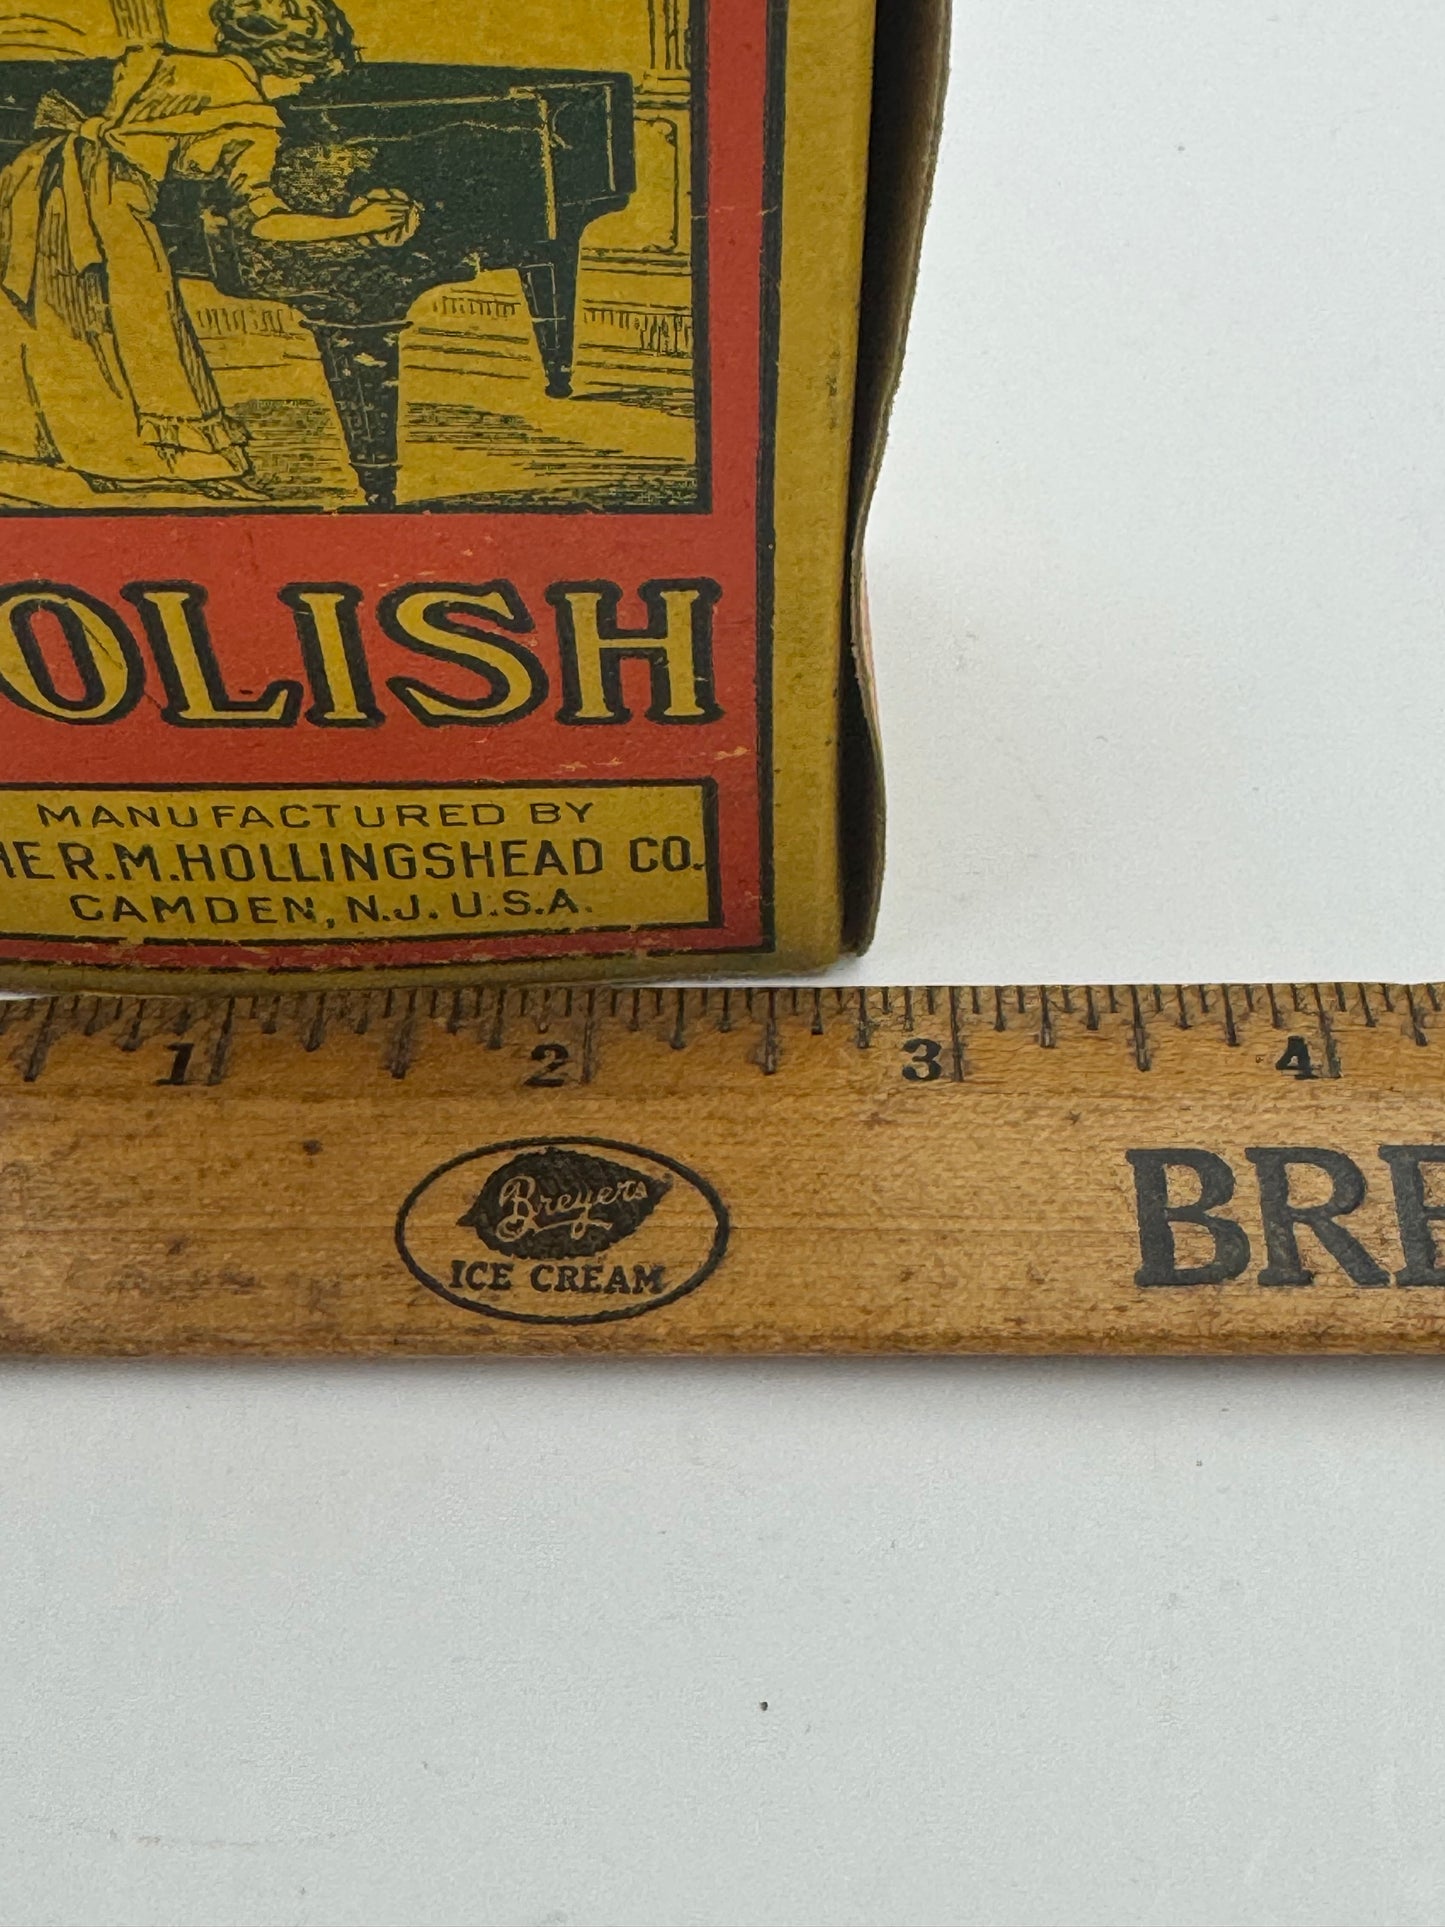 OLISH
MANUFACTURED BY
HE R.M. HOLLINGSHEAD CO.
CAMDEN, N.J. U.S.A.
1 2 3 4
Breyers
ICE CREAM
BRE